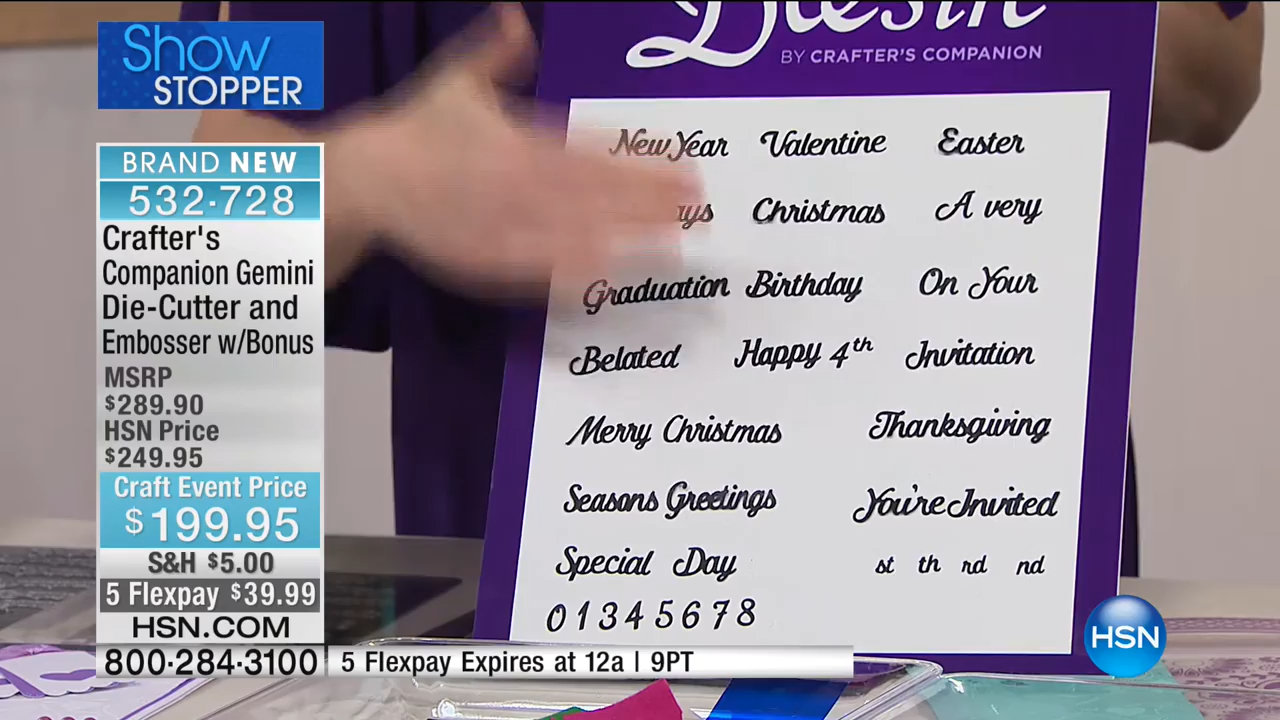 Show
STOPPER
BRAND NEW
532-728
Crafter's
Companion Gemini
Die-Cutter and
Embosser w/Bonus
MSRP
$289.90
HSN Price
$249.95
Craft Event Price
$199.95
S&H $5.00
5 Flexpay $39.99
HSN.COM
800-284-3100 5 Flexpay Expires at 12a | 9PT
BY CRAFTER'S COMPANION
New Year Valentine Easter
Christmas A very
Graduation Birthday On Your
Belated Happy 4th Invitation
Merry Christmas Thanksgiving
Seasons Greetings You're Invited
Special Day st th rd nd
0 1 3 4 5 6 7 8
HSN